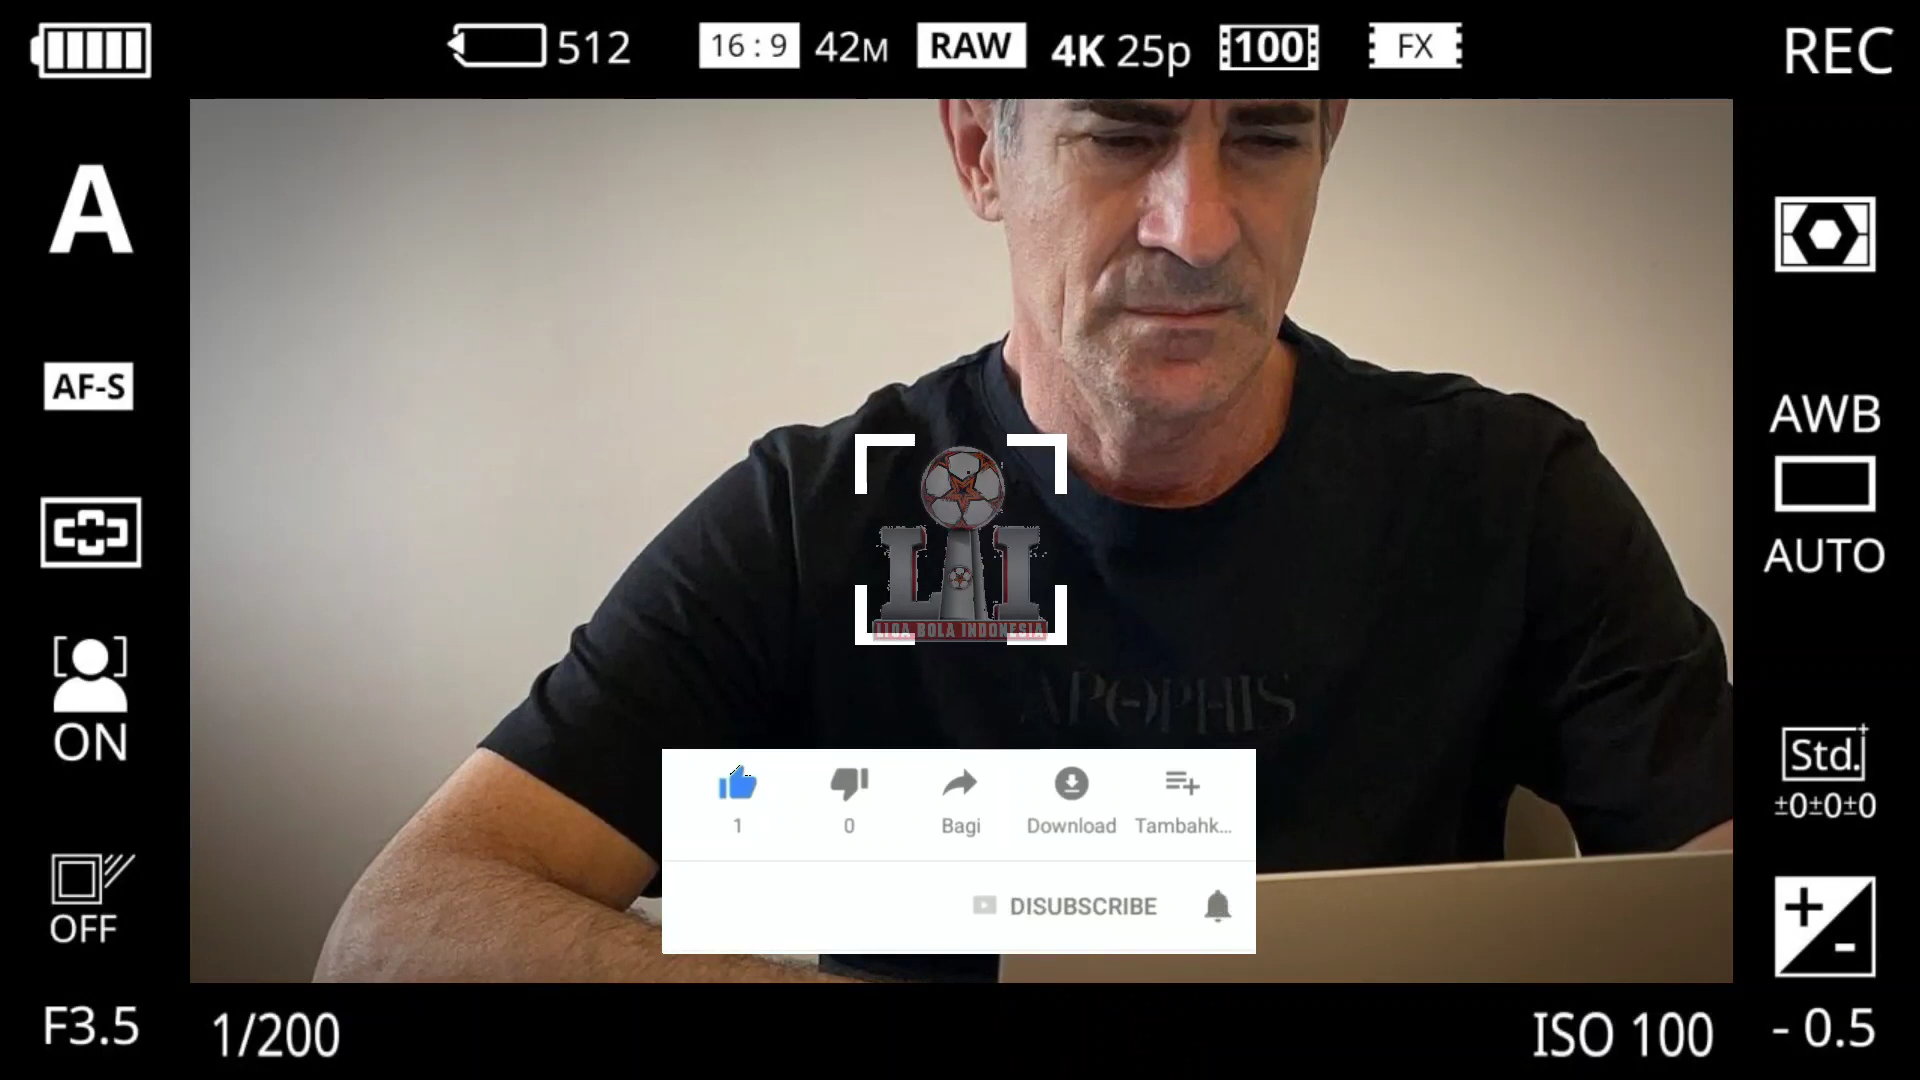 512
16 : 9
42M
RAW
4K 25p
100
FX
REC
A
AF-S
ON
OFF
F3.5
1/200
AWB
AUTO
Std.
±0±0±0
ISO 100
- 0.5
LIGA BOLA INDONESIA
APOPHIS
1
0
Bagi
Download
Tambahk...
DISUBSCRIBE